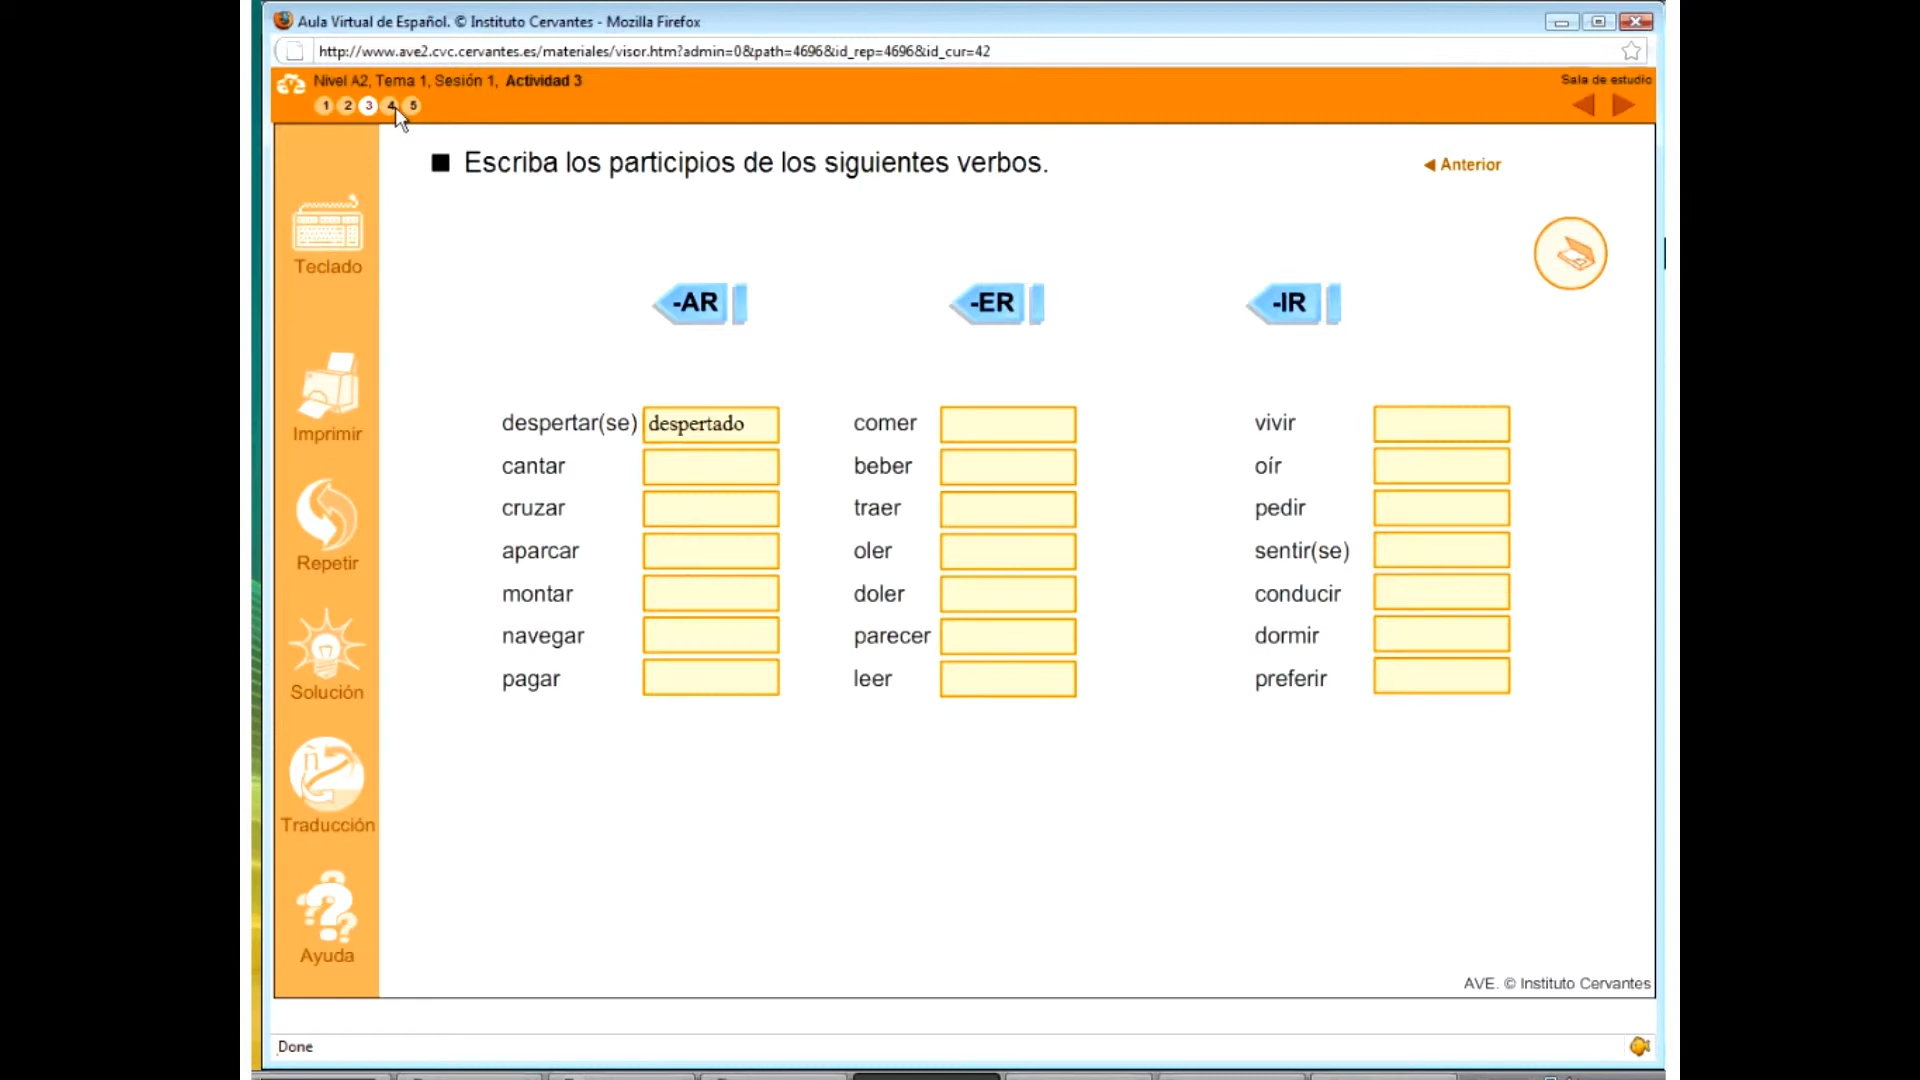 Aula Virtual de Español. © Instituto Cervantes - Mozilla Firefox
http://www.ave2.cvc.cervantes.es/materiales/visor.htm?admin=0&path=4696&id_rep=4696&id_cur=42
Nivel A2, Tema 1, Sesión 1, Actividad 3
Sala de estudio
1 2 3 4 5
■ Escriba los participios de los siguientes verbos.
Anterior
Teclado
Imprimir
Repetir
Solución
ñ
Traducción
Ayuda
-AR -ER -IR
despertar(se) despertado comer vivir
cantar beber oír
cruzar traer pedir
aparcar oler sentir(se)
montar doler conducir
navegar parecer dormir
pagar leer preferir
AVE. © Instituto Cervantes
Done